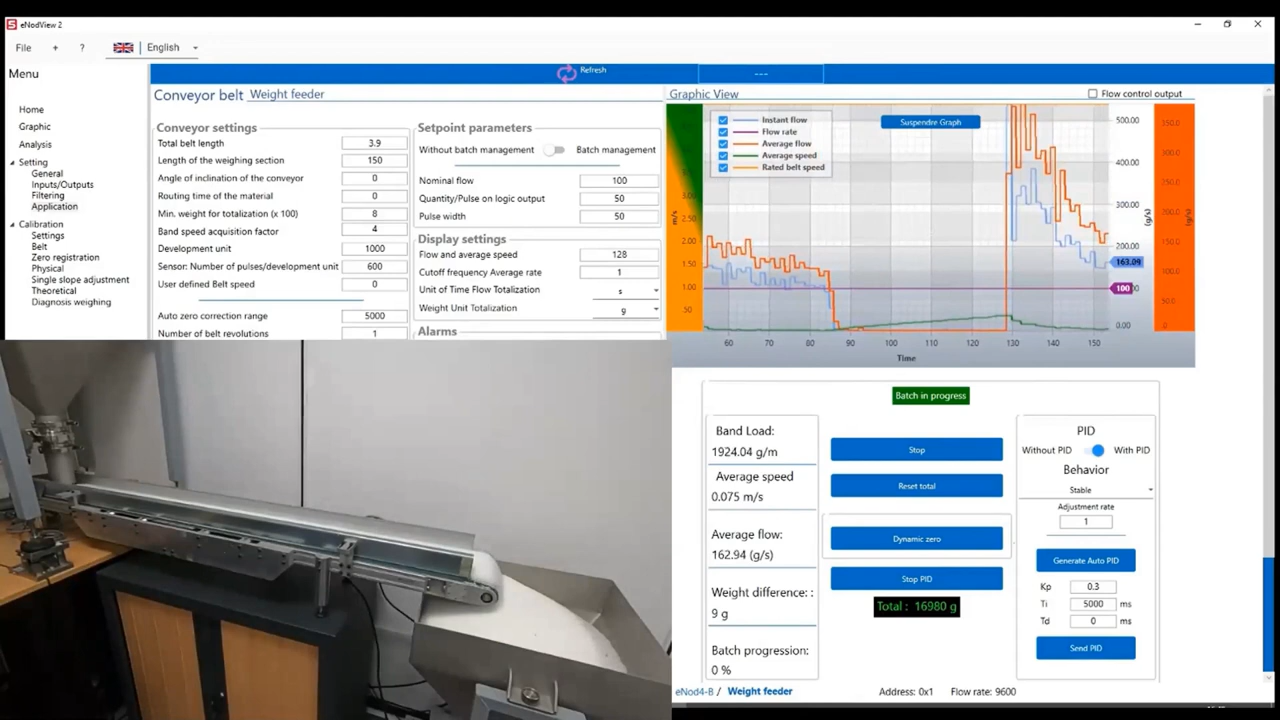 eNodView 2
File + ? English
Menu
Refresh
---
Conveyor belt Weight feeder
Home
Graphic
Analysis
Setting
General
Inputs/Outputs
Filtering
Application
Calibration
Settings
Belt
Zero registration
Physical
Single slope adjustment
Theoretical
Diagnosis weighing
Conveyor settings
Total belt length 3.9
Length of the weighing section 150
Angle of inclination of the conveyor 0
Routing time of the material 0
Min. weight for totalization (x 100) 8
Band speed acquisition factor 4
Development unit 1000
Sensor: Number of pulses/development unit 600
User defined Belt speed 0
Auto zero correction range 5000
Number of belt revolutions 1
Setpoint parameters
Without batch management Batch management
Nominal flow 100
Quantity/Pulse on logic output 50
Pulse width 50
Display settings
Flow and average speed 128
Cutoff frequency Average rate 1
Unit of Time Flow Totalization s
Weight Unit Totalization g
Alarms
Graphic View
Flow control output
Instant flow
Flow rate
Average flow
Average speed
Rated belt speed
Suspendre Graph
m/s
2.00
1.50
1.00
0.00
500.00
400.00
300.00
200.00
163.09
100
0.00
(g/s)
60 70 80 90 100 110 120 130 140 150
Time
Batch in progress
Band Load:
1924.04 g/m
Average speed
0.075 m/s
Average flow:
162.94 (g/s)
Weight difference: :
9 g
Batch progression:
0 %
Stop
Reset total
Dynamic zero
Stop PID
Total : 16980 g
PID
Without PID With PID
Behavior
Stable
Adjustment rate
1
Generate Auto PID
Kp 0.3
Ti 5000 ms
Td 0 ms
Send PID
eNod4-B / Weight feeder Address: 0x1 Flow rate: 9600